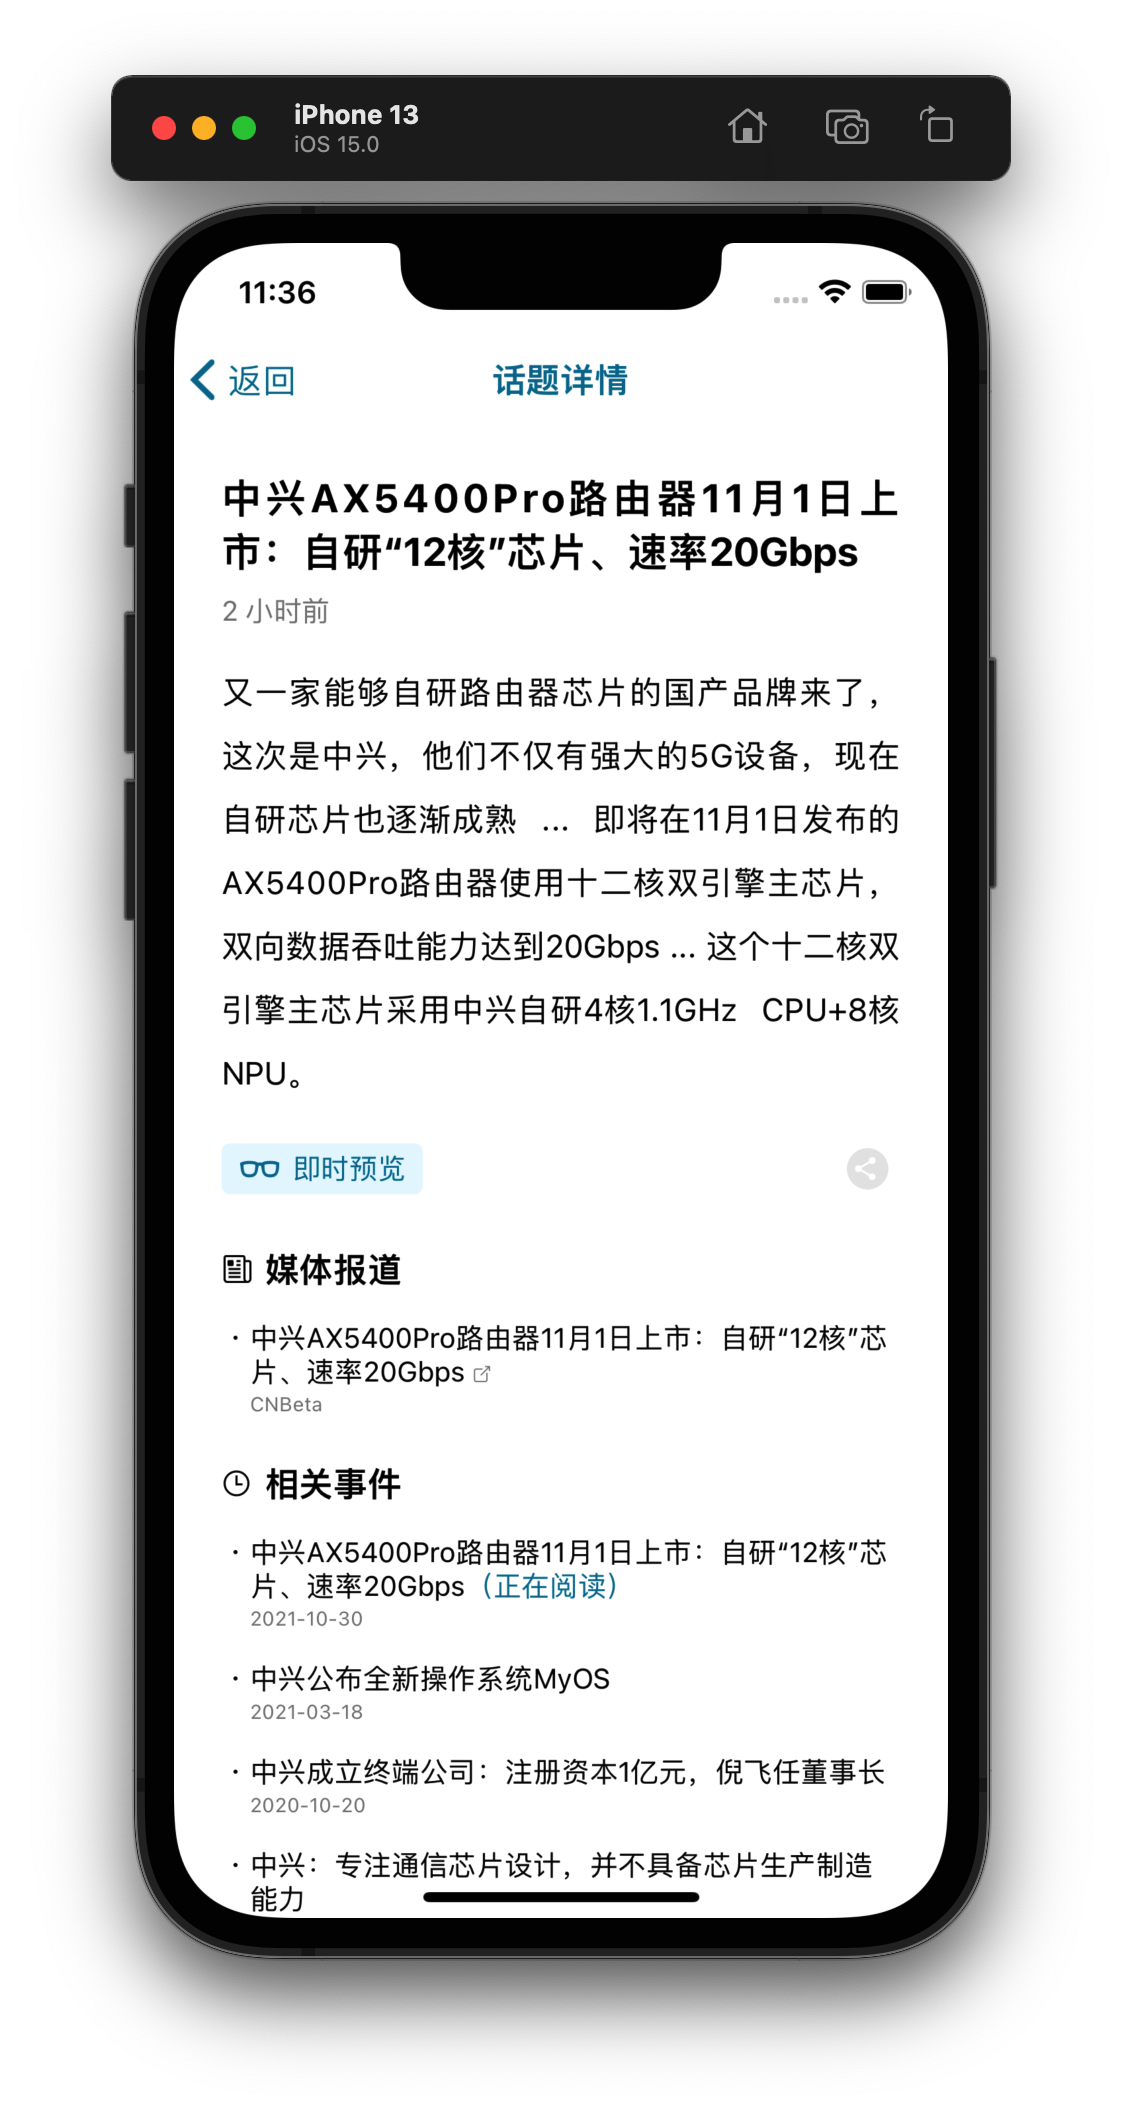 iPhone 13
iOS 15.0
11:36
返回
话题详情
中兴AX5400Pro路由器11月1日上
市：自研“12核”芯片、速率20Gbps
2 小时前
又一家能够自研路由器芯片的国产品牌来了，
这次是中兴，他们不仅有强大的5G设备，现在
自研芯片也逐渐成熟 ... 即将在11月1日发布的
AX5400Pro路由器使用十二核双引擎主芯片，
双向数据吞吐能力达到20Gbps ... 这个十二核双
引擎主芯片采用中兴自研4核1.1GHz CPU+8核
NPU。
即时预览
媒体报道
· 中兴AX5400Pro路由器11月1日上市：自研“12核”芯
片、速率20Gbps
CNBeta
相关事件
· 中兴AX5400Pro路由器11月1日上市：自研“12核”芯
片、速率20Gbps（正在阅读）
2021-10-30
· 中兴公布全新操作系统MyOS
2021-03-18
· 中兴成立终端公司：注册资本1亿元，倪飞任董事长
2020-10-20
· 中兴：专注通信芯片设计，并不具备芯片生产制造
能力